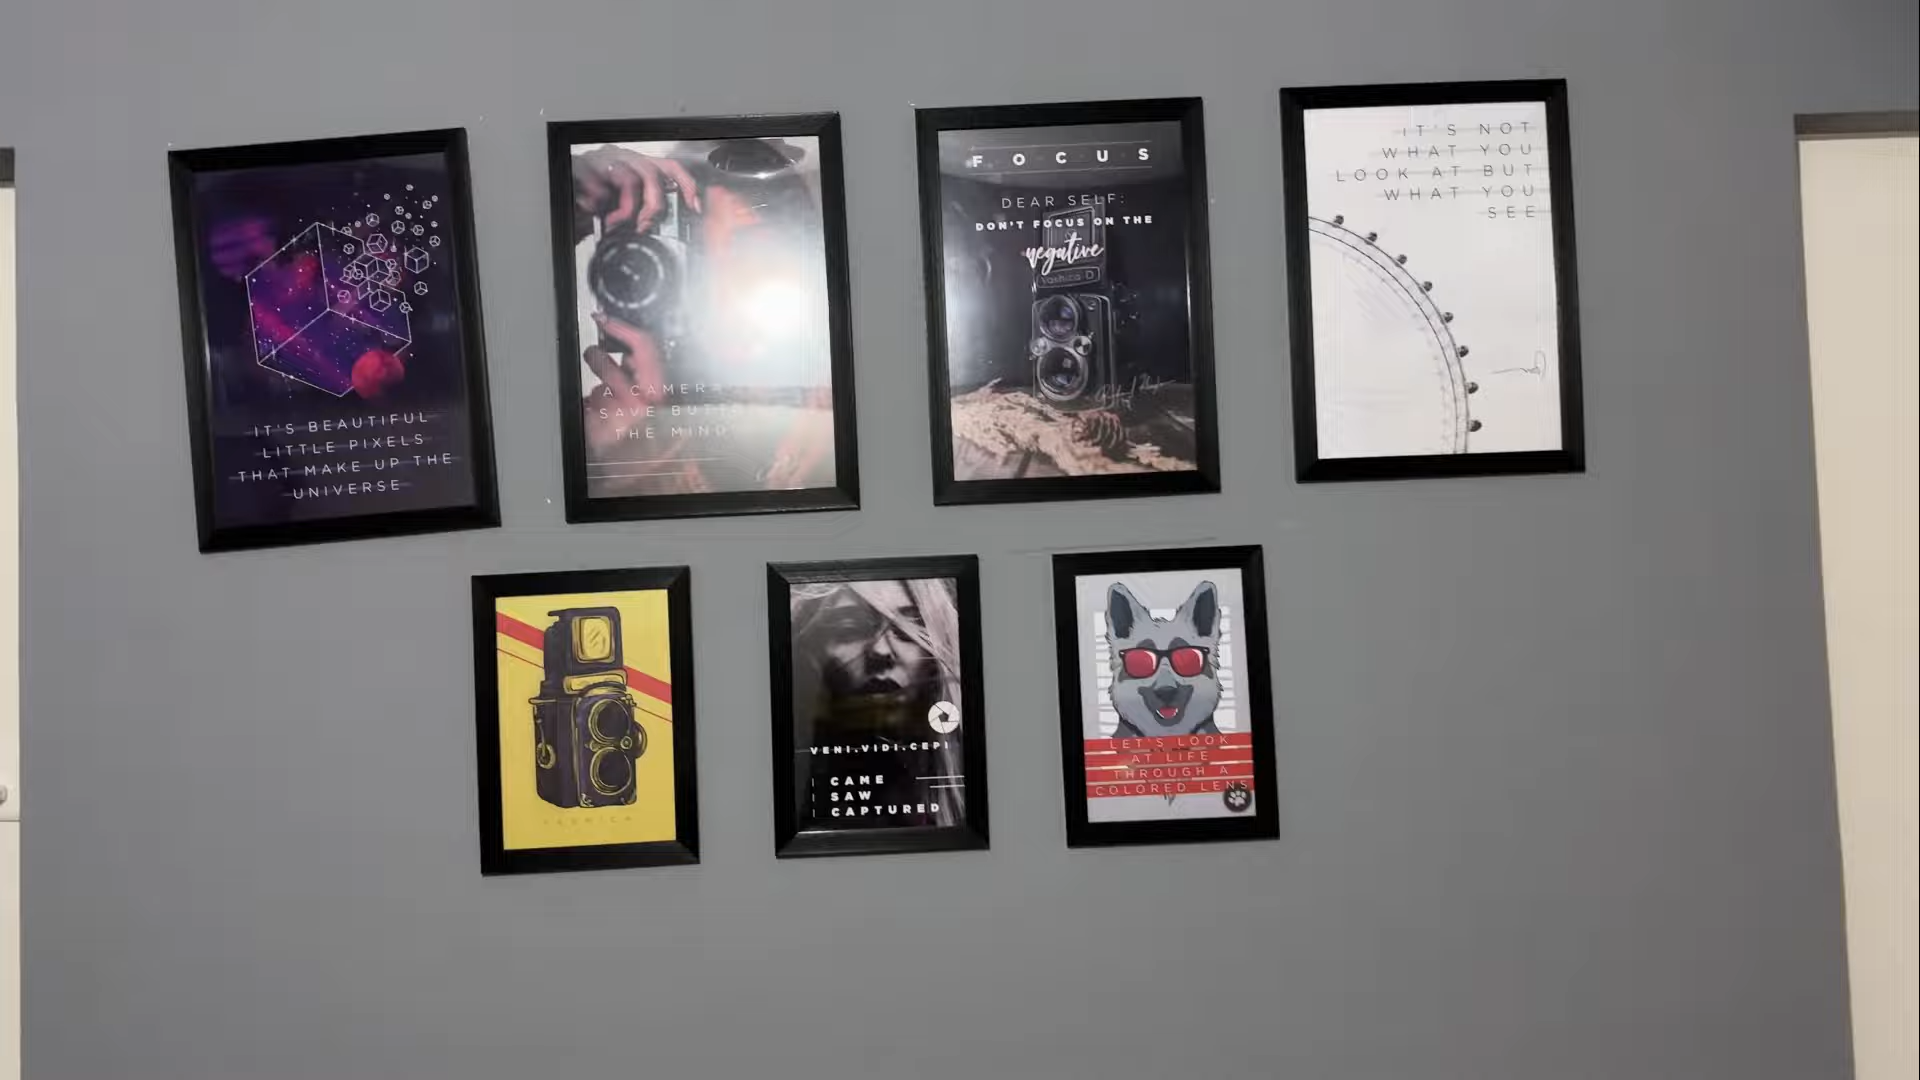 IT'S BEAUTIFUL
LITTLE PIXELS
THAT MAKE UP THE
UNIVERSE
A CAMERA
SAVE
THE MIND
FOCUS
DEAR SELF:
DON'T FOCUS ON THE
negative
Yashica D
IT'S NOT
WHAT YOU
LOOK AT BUT
WHAT YOU
SEE
VENI.VIDI.CEPI
I CAME
I SAW
I CAPTURED
LET'S LOOK
AT LIFE
THROUGH A
COLORED LENS